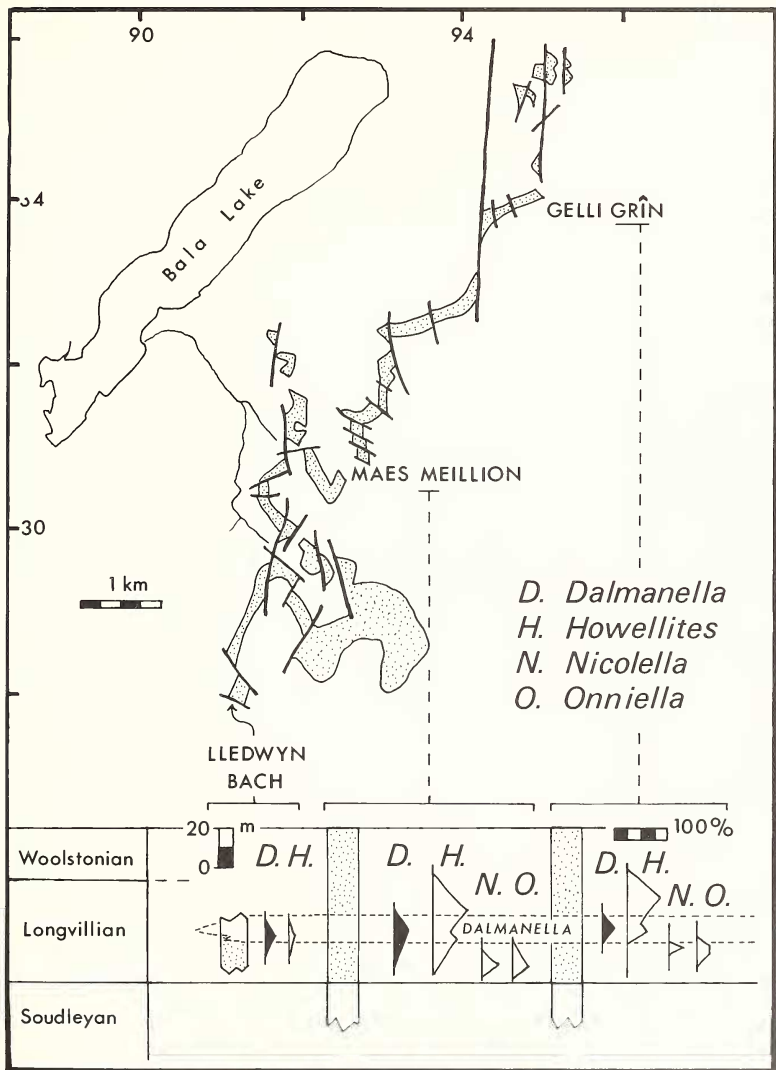 90 94
34
Bala Lake
GELLI GRÎN
MAES MEILLION
30
1 km
D. Dalmanella
H. Howellites
N. Nicolella
O. Onniella
LLEDWYN
BACH
20 m
0
100%
Woolstonian
D. H. D. H. D. H.
N. O. N. O.
Longvillian
DALMANELLA
Soudleyan